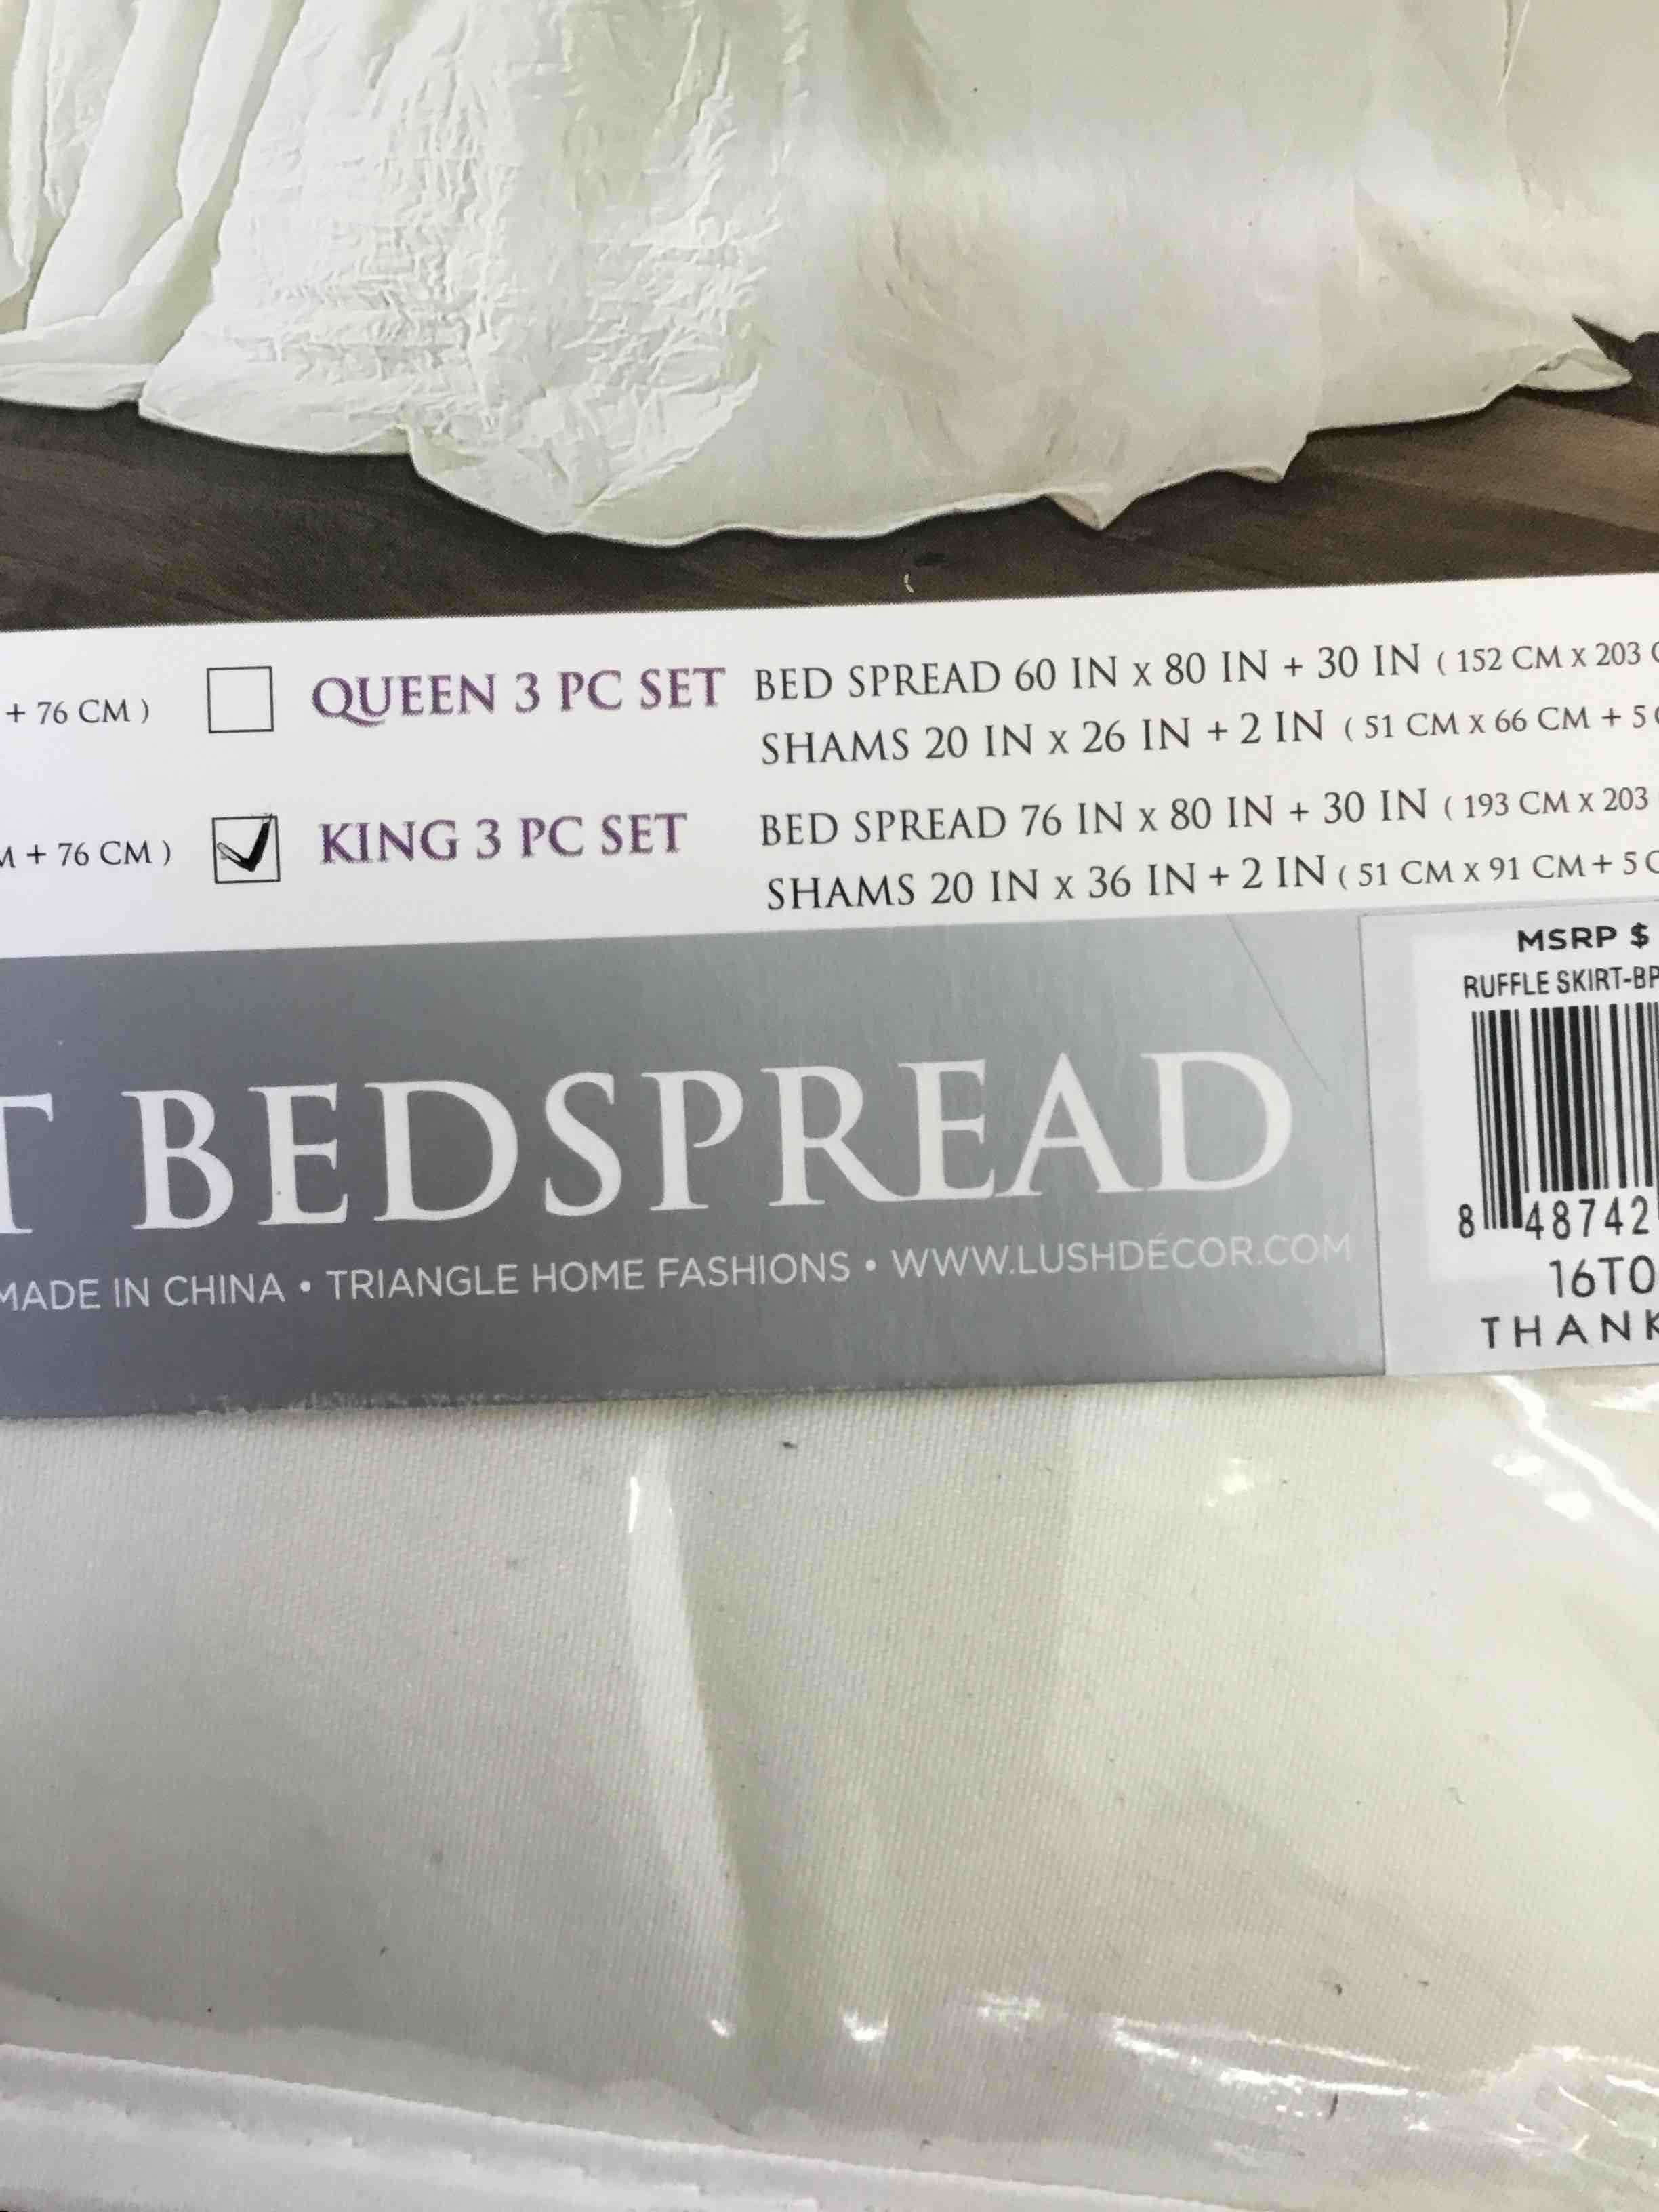 + 76 CM )
QUEEN 3 PC SET BED SPREAD 60 IN X 80 IN + 30 IN ( 152 CM X 203
SHAMS 20 IN X 26 IN + 2 IN ( 51 CM X 66 CM + 5
+ 76 CM )
KING 3 PC SET BED SPREAD 76 IN X 80 IN + 30 IN ( 193 CM X 203
SHAMS 20 IN X 36 IN + 2 IN ( 51 CM X 91 CM + 5
MSRP $
RUFFLE SKIRT-BP
8 48742
16TO
THANK
T BEDSPREAD
MADE IN CHINA • TRIANGLE HOME FASHIONS • WWW.LUSHDÉCOR.COM